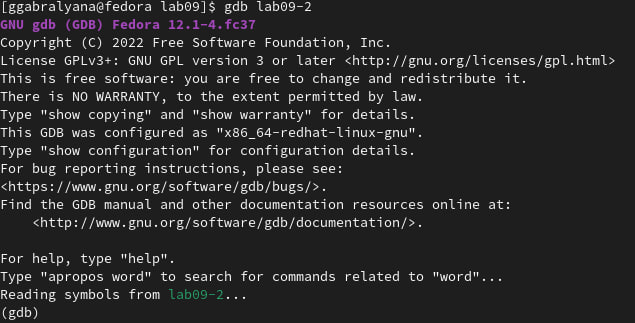 [ggabralyana@fedora lab09]$ gdb lab09-2
GNU gdb (GDB) Fedora 12.1-4.fc37
Copyright (C) 2022 Free Software Foundation, Inc.
License GPLv3+: GNU GPL version 3 or later <http://gnu.org/licenses/gpl.html>
This is free software: you are free to change and redistribute it.
There is NO WARRANTY, to the extent permitted by law.
Type "show copying" and "show warranty" for details.
This GDB was configured as "x86_64-redhat-linux-gnu".
Type "show configuration" for configuration details.
For bug reporting instructions, please see:
<https://www.gnu.org/software/gdb/bugs/>.
Find the GDB manual and other documentation resources online at:
    <http://www.gnu.org/software/gdb/documentation/>.

For help, type "help".
Type "apropos word" to search for commands related to "word"...
Reading symbols from lab09-2...
(gdb)